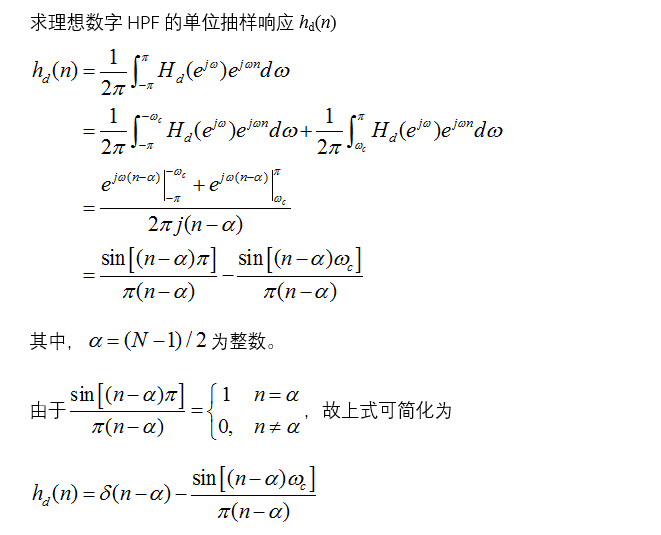 求理想数字 HPF 的单位抽样响应 h_d(n)
h_d(n) = \frac{1}{2\pi} \int_{-\pi}^{\pi} H_d(e^{j\omega}) e^{j\omega n} d\omega
= \frac{1}{2\pi} \int_{-\pi}^{-\omega_c} H_d(e^{j\omega}) e^{j\omega n} d\omega + \frac{1}{2\pi} \int_{\omega_c}^{\pi} H_d(e^{j\omega}) e^{j\omega n} d\omega
= \frac{e^{j\omega(n-\alpha)} |_{-\pi}^{-\omega_c} + e^{j\omega(n-\alpha)} |_{\omega_c}^{\pi}}{2\pi j(n-\alpha)}
= \frac{\sin[(n-\alpha)\pi]}{\pi(n-\alpha)} - \frac{\sin[(n-\alpha)\omega_c]}{\pi(n-\alpha)}
其中，α = (N − 1) / 2 为整数。
由于 \frac{\sin[(n-\alpha)\pi]}{\pi(n-\alpha)} = \begin{cases} 1 & n = \alpha \\ 0, & n \neq \alpha \end{cases}，故上式可简化为
h_d(n) = \delta(n-\alpha) - \frac{\sin[(n-\alpha)\omega_c]}{\pi(n-\alpha)}